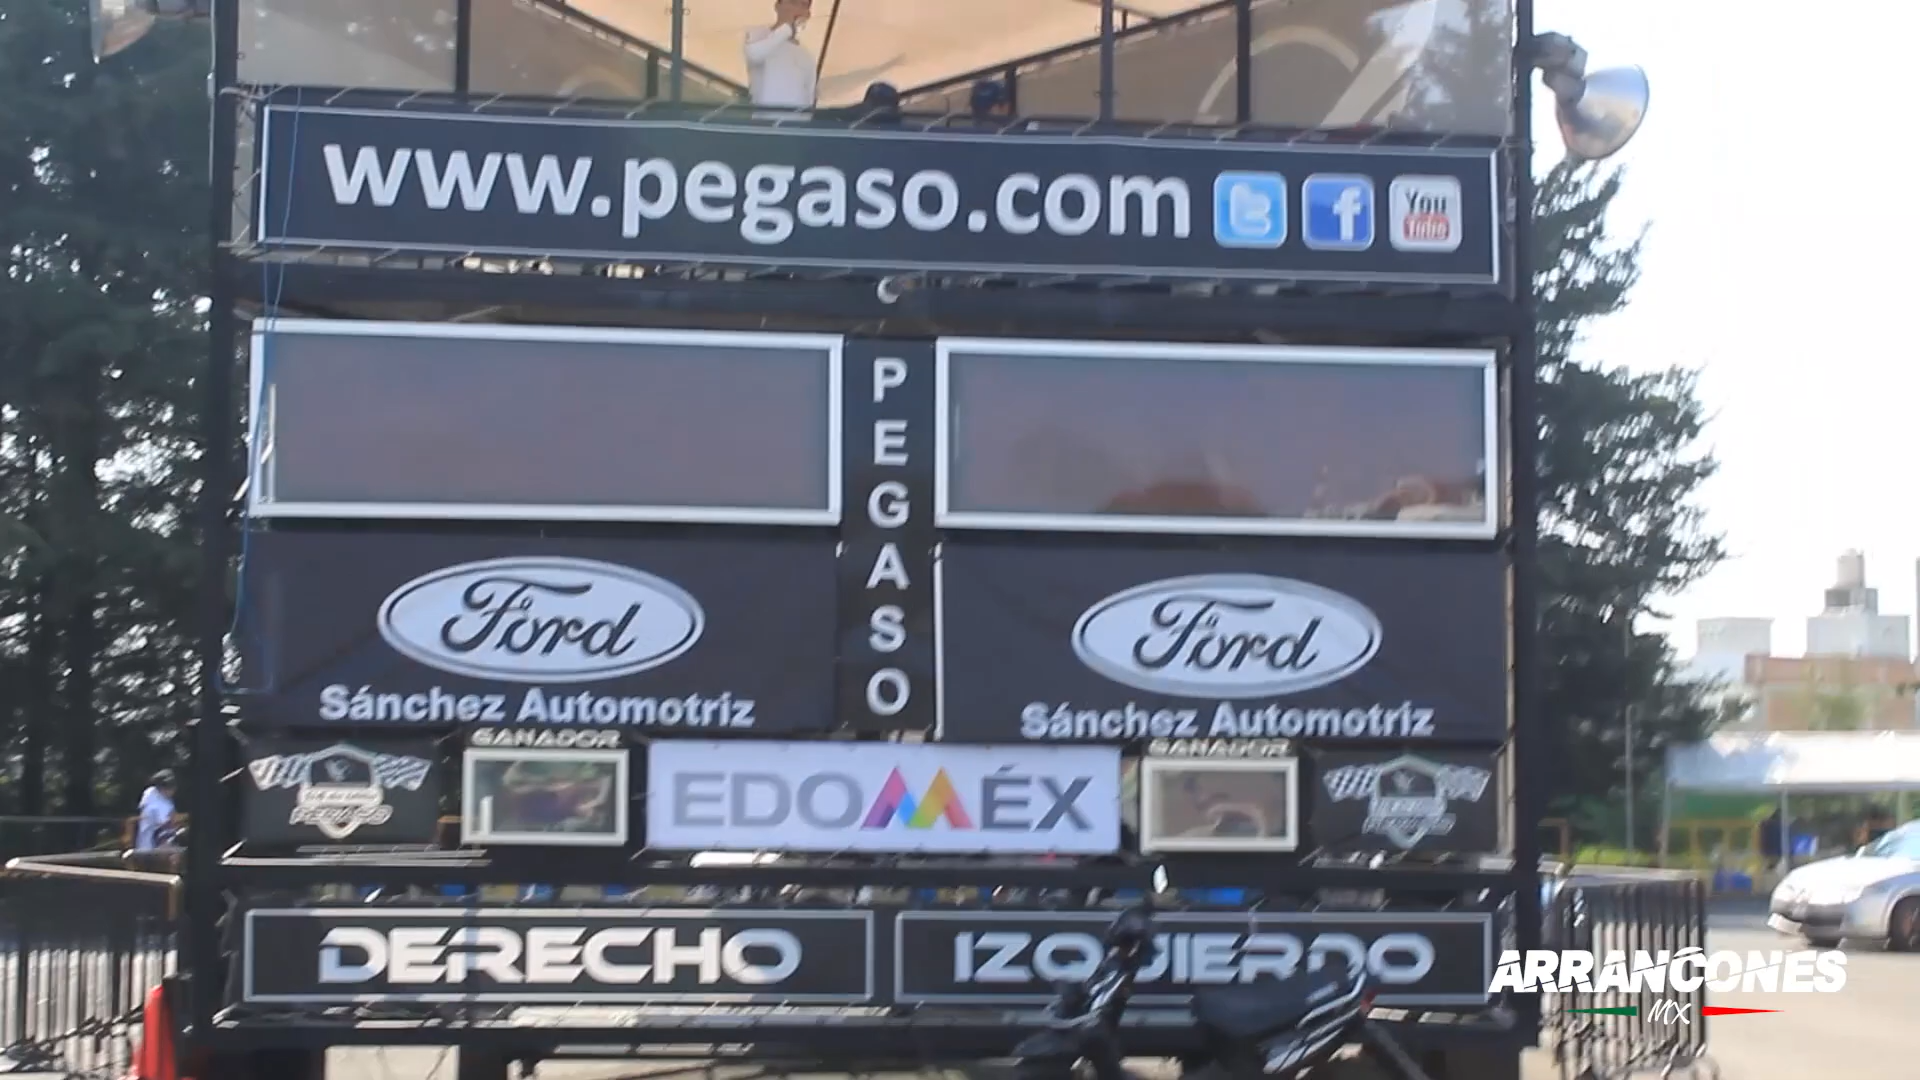 www.pegaso.com
You
Tube
PEGASO
Ford
Sánchez Automotriz
Ford
Sánchez Automotriz
GANADOR
EDOMÉX
GANADOR
DERECHO
IZQUIERDO
ARRANCONES
MX